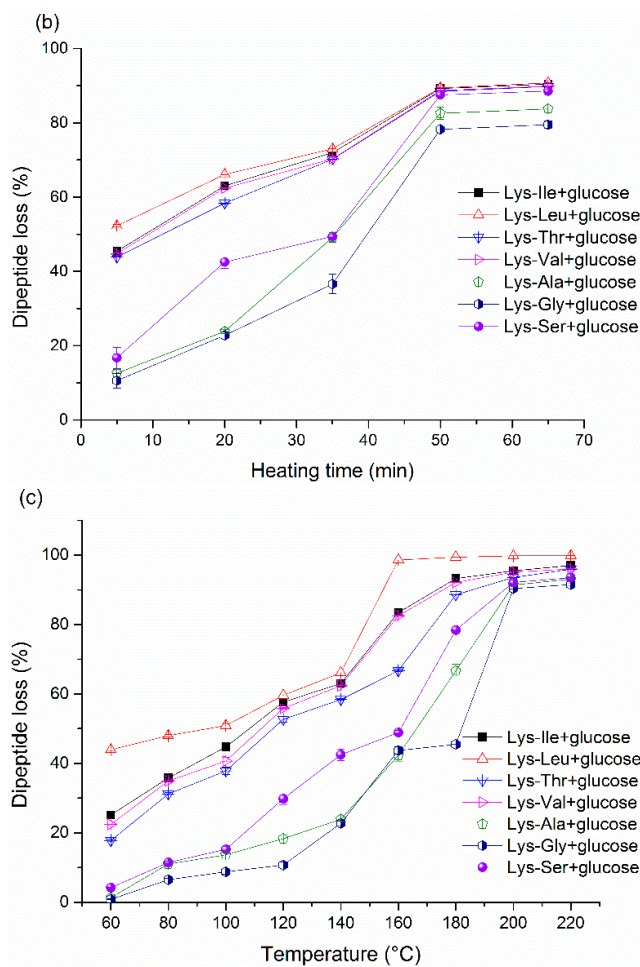 (b)
100
80
60
40
20
0
Dipeptide loss (%)
Lys-Ile+glucose
Lys-Leu+glucose
Lys-Thr+glucose
Lys-Val+glucose
Lys-Ala+glucose
Lys-Gly+glucose
Lys-Ser+glucose
0 10 20 30 40 50 60 70
Heating time (min)
(c)
100
80
60
40
20
0
Dipeptide loss (%)
Lys-Ile+glucose
Lys-Leu+glucose
Lys-Thr+glucose
Lys-Val+glucose
Lys-Ala+glucose
Lys-Gly+glucose
Lys-Ser+glucose
60 80 100 120 140 160 180 200 220
Temperature (°C)